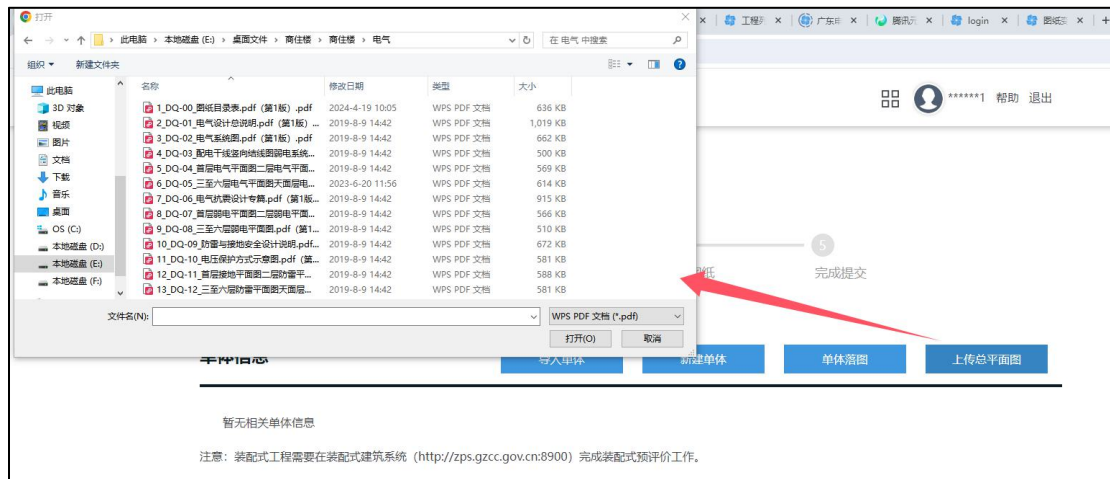 打开
工程
广东
腾讯
login
图纸
此电脑 › 本地磁盘 (E:) › 桌面文件 › 商住楼 › 商住楼 › 电气
在 电气 中搜索
组织 新建文件夹
名称 修改日期 类型 大小
此电脑
3D 对象
视频
图片
文档
下载
音乐
桌面
OS (C:)
本地磁盘 (D:)
本地磁盘 (E:)
本地磁盘 (F:)
1_DQ-00_图纸目录表.pdf (第1版) .pdf 2024-4-19 10:05 WPS PDF 文档 636 KB
2_DQ-01_电气设计总说明.pdf (第1版) ... 2019-8-9 14:42 WPS PDF 文档 1,019 KB
3_DQ-02_电气系统图.pdf (第1版) .pdf 2019-8-9 14:42 WPS PDF 文档 662 KB
4_DQ-03_配电干线竖向结线图弱电系统... 2019-8-9 14:42 WPS PDF 文档 500 KB
5_DQ-04_首层电气平面图二层电气平面... 2019-8-9 14:42 WPS PDF 文档 569 KB
6_DQ-05_三至六层电气平面图天面层电... 2023-6-20 11:56 WPS PDF 文档 614 KB
7_DQ-06_电气抗震设计专篇.pdf (第1版... 2019-8-9 14:42 WPS PDF 文档 915 KB
8_DQ-07_首层弱电平面图二层弱电平面... 2019-8-9 14:42 WPS PDF 文档 566 KB
9_DQ-08_三至六层弱电平面图.pdf (第1... 2019-8-9 14:42 WPS PDF 文档 510 KB
10_DQ-09_防雷与接地安全设计说明.pdf... 2019-8-9 14:42 WPS PDF 文档 672 KB
11_DQ-10_电压保护方式示意图.pdf (第... 2019-8-9 14:42 WPS PDF 文档 581 KB
12_DQ-11_首层接地平面图二层防雷平... 2019-8-9 14:42 WPS PDF 文档 588 KB
13_DQ-12_三至六层防雷平面图天面层... 2019-8-9 14:42 WPS PDF 文档 581 KB
文件名(N): WPS PDF 文档 (*.pdf)
打开(O) 取消
******1 帮助 退出
5
纸 完成提交
单体信息 导入单体 新建单体 单体落图 上传总平面图
暂无相关单体信息
注意：装配式工程需要在装配式建筑系统（http://zps.gzcc.gov.cn:8900）完成装配式预评价工作。